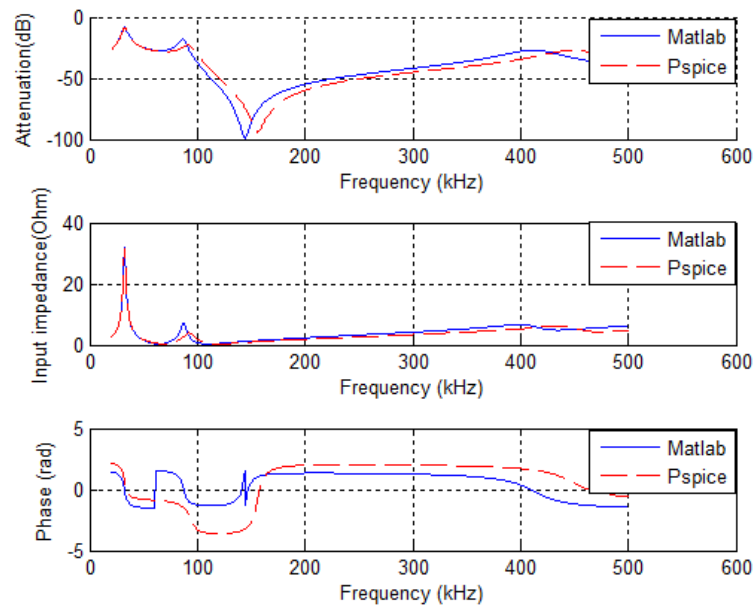 0
-50
-100
Attenuation(dB)
0 100 200 300 400 500 600
Frequency (kHz)
Matlab
Pspice
40
20
0
Input impedance(Ohm)
0 100 200 300 400 500 600
Frequency (kHz)
Matlab
Pspice
5
0
-5
Phase (rad)
0 100 200 300 400 500 600
Frequency (kHz)
Matlab
Pspice